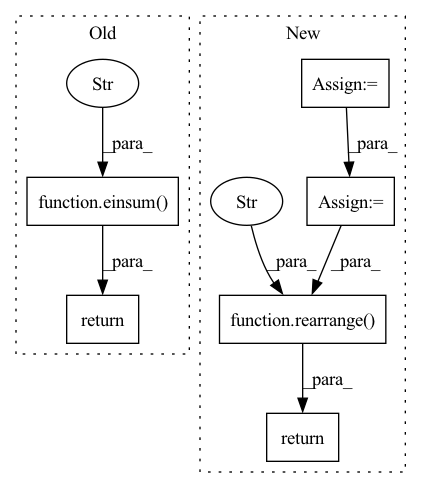 Old
New
Str
Assign:=
_para_
_para_
function.einsum()
Str
Assign:=
_para_
_para_
_para_
return
function.rearrange()
_para_
return